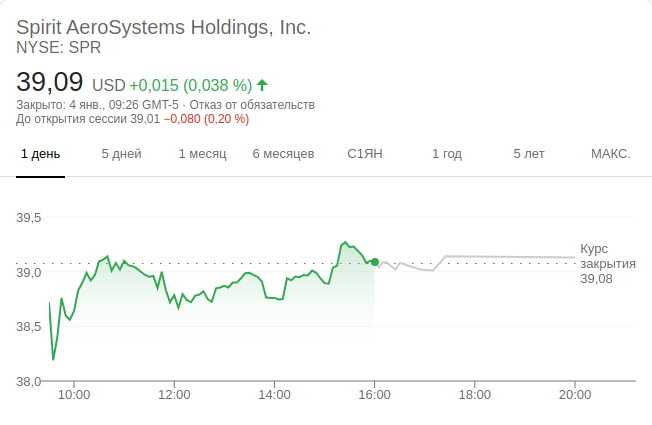 Spirit AeroSystems Holdings, Inc.
NYSE: SPR
39,09 USD +0,015 (0,038 %)
Закрыто: 4 янв., 09:26 GMT-5 · Отказ от обязательств
До открытия сессии 39,01 −0,080 (0,20 %)
1 день 5 дней 1 месяц 6 месяцев С1ЯН 1 год 5 лет МАКС.
39,5
39,0
38,5
38,0
Курс
закрытия
39,08
10:00 12:00 14:00 16:00 18:00 20:00